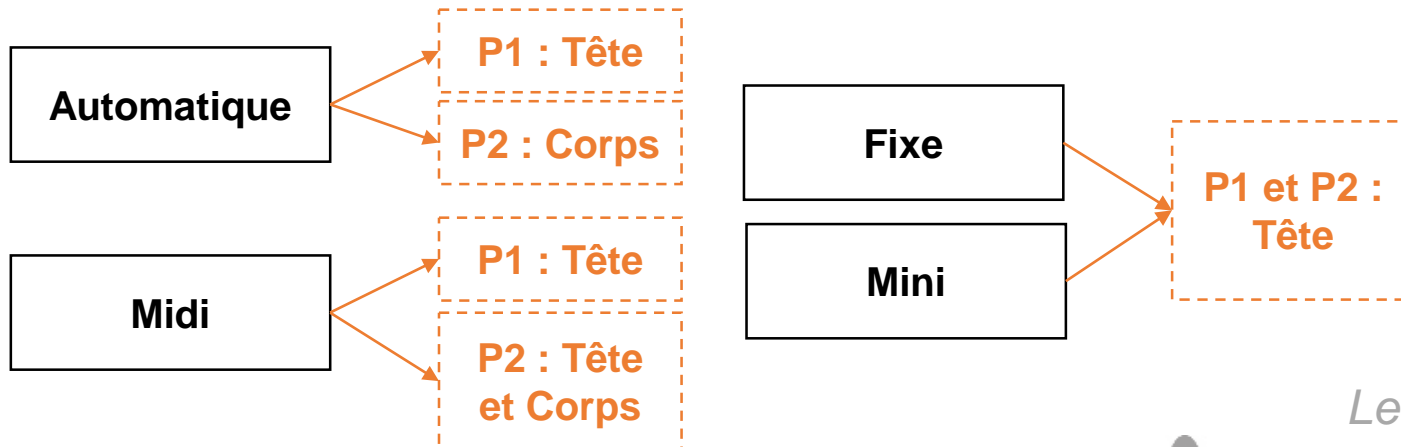 Automatique
P1 : Tête
P2 : Corps
Midi
P1 : Tête
P2 : Tête
et Corps
Fixe
Mini
P1 et P2 :
Tête
Le